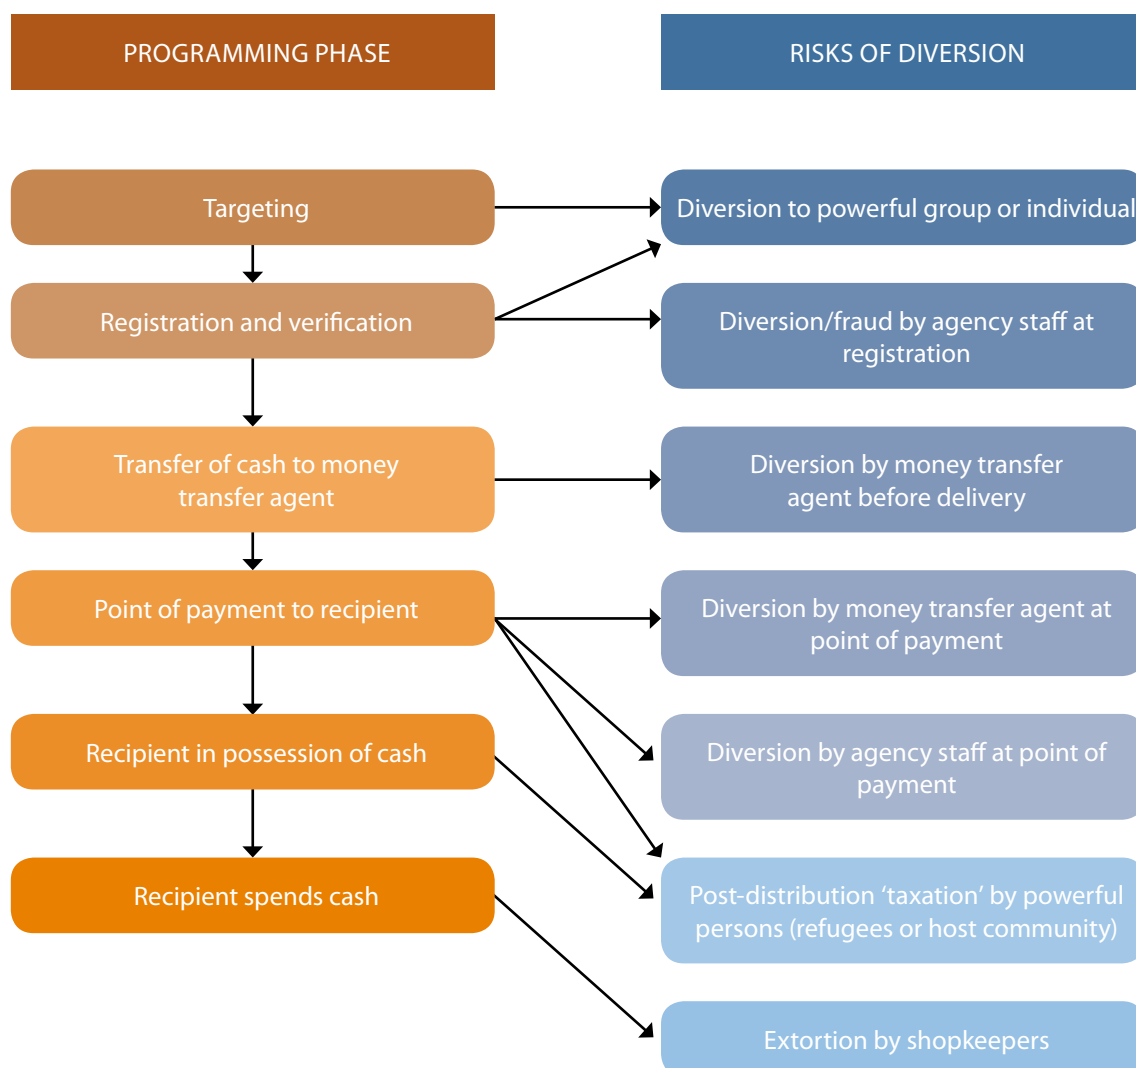 PROGRAMMING PHASE
RISKS OF DIVERSION
Targeting
Diversion to powerful group or individual
Registration and verification
Diversion/fraud by agency staff at
registration
Transfer of cash to money
transfer agent
Diversion by money transfer
agent before delivery
Point of payment to recipient
Diversion by money transfer agent at
point of payment
Recipient in possession of cash
Diversion by agency staff at point of
payment
Recipient spends cash
Post-distribution ‘taxation’ by powerful
persons (refugees or host community)
Extortion by shopkeepers